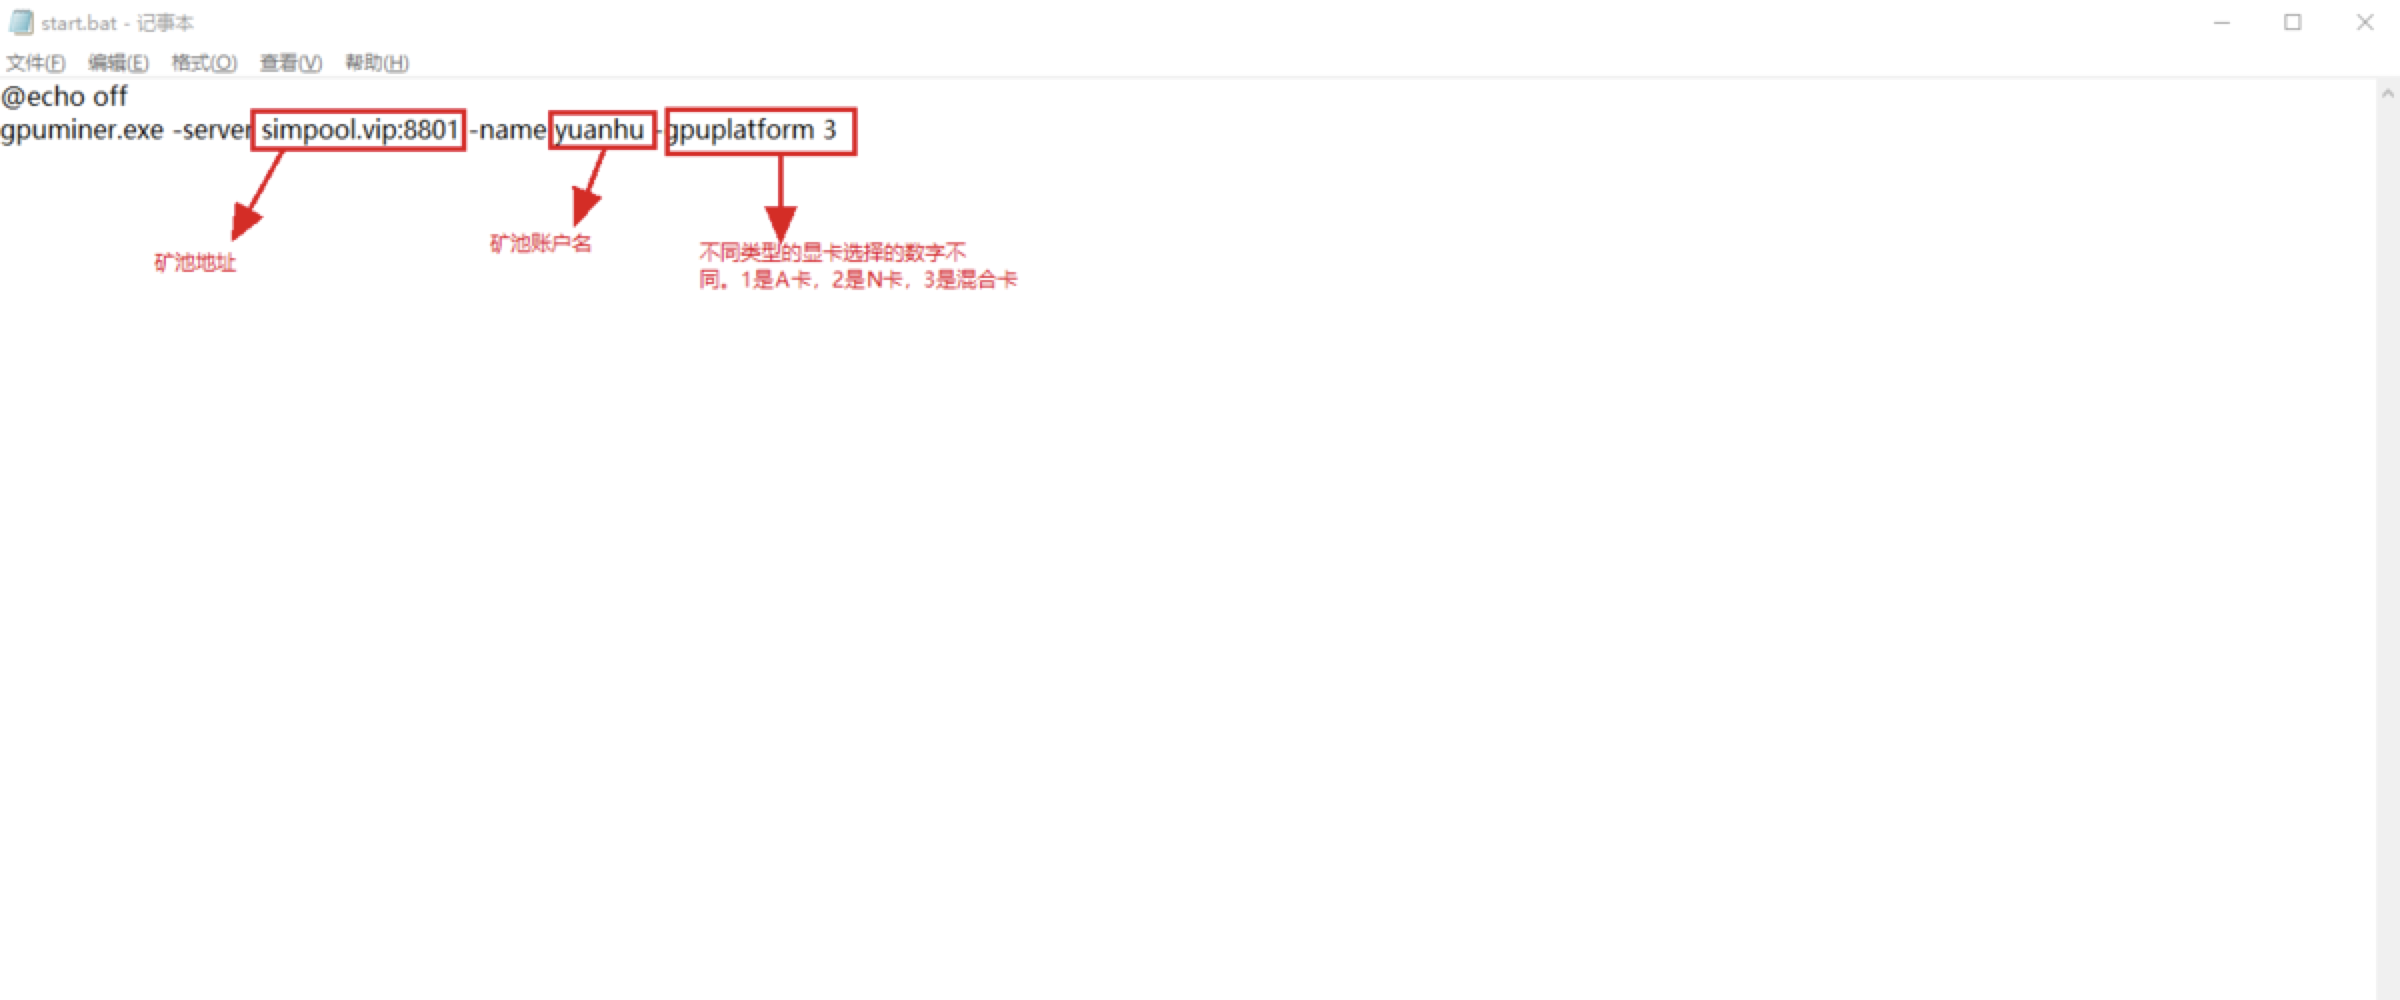 start.bat - 记事本
文件(F) 编辑(E) 格式(O) 查看(V) 帮助(H)
@echo off
gpuminer.exe -server simpool.vip:8801 -name yuanhu -gpuplatform 3
矿池地址
矿池账户名
不同类型的显卡选择的数字不
同。1是A卡，2是N卡，3是混合卡